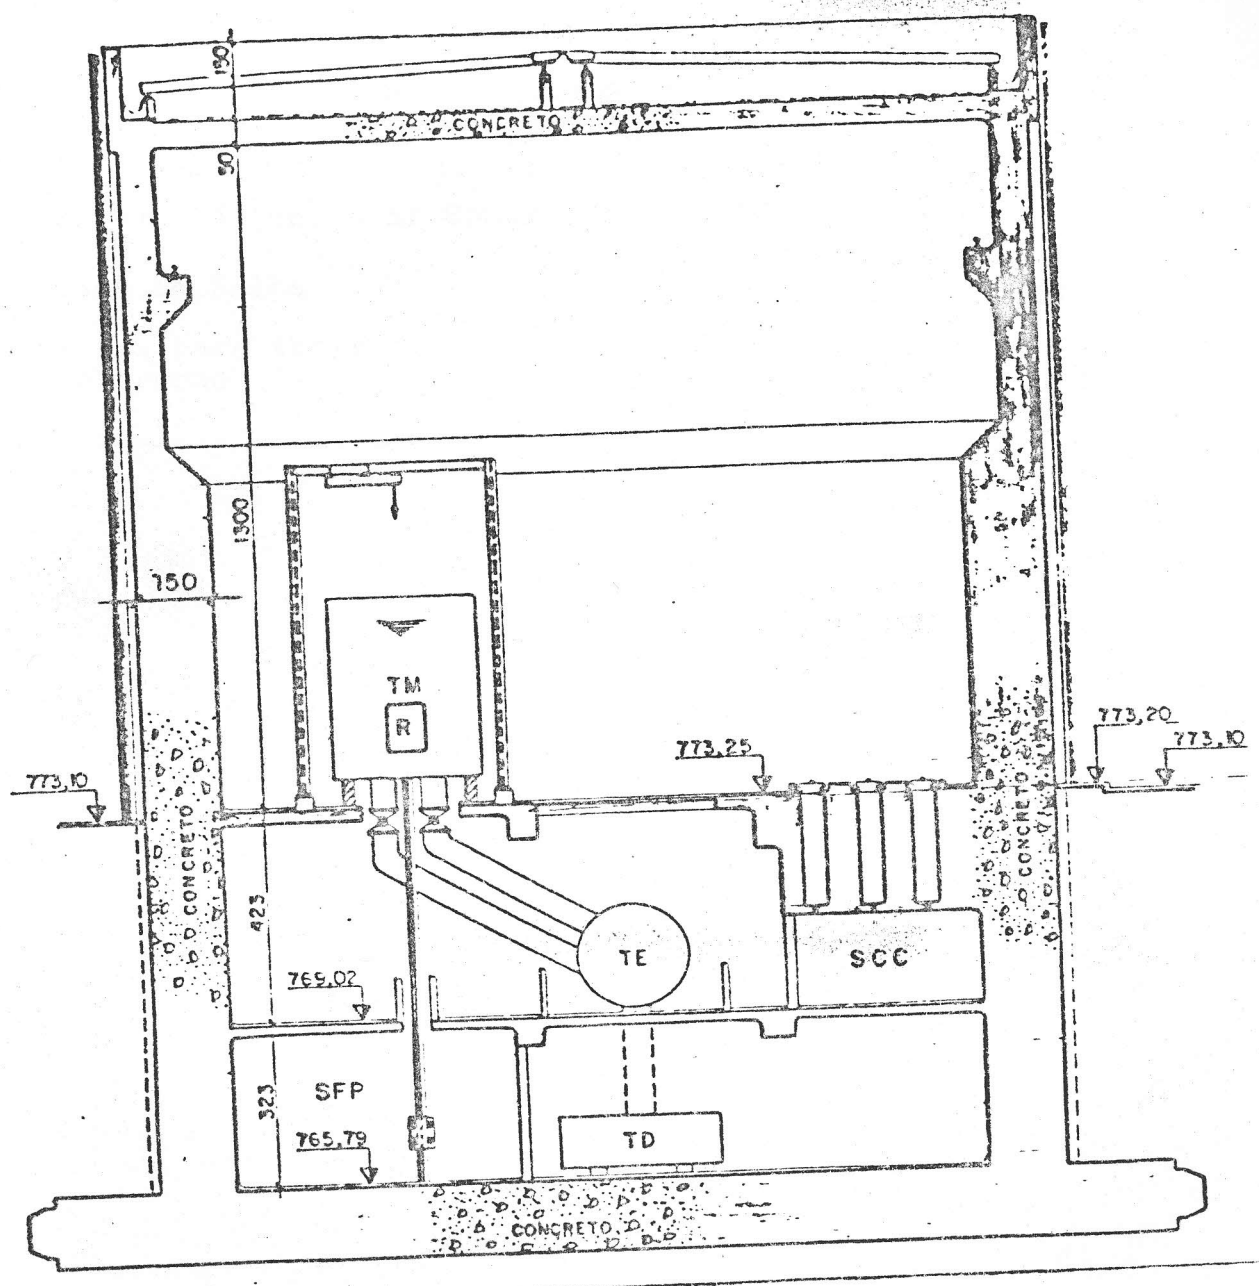 150
CONCRETO
50
1300
150
TM
R
773,20
773,10
773,25
773,10
CONCRETO
CONCRETO
423
TE
SCC
769,02
SFP
323
765,79
TD
CONCRETO